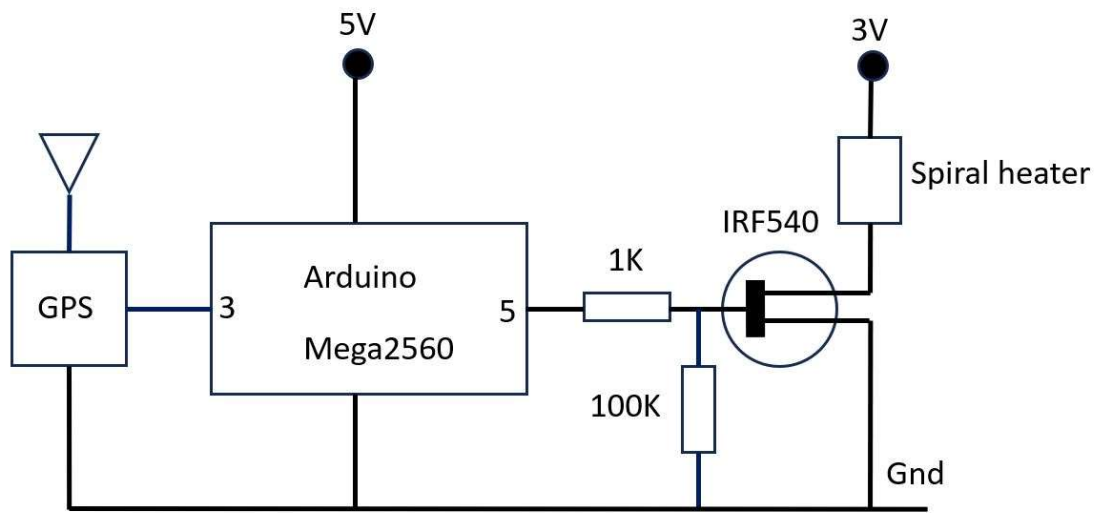 5V
3V
Spiral heater
IRF540
1K
Arduino
GPS
3
5
Mega2560
100K
Gnd